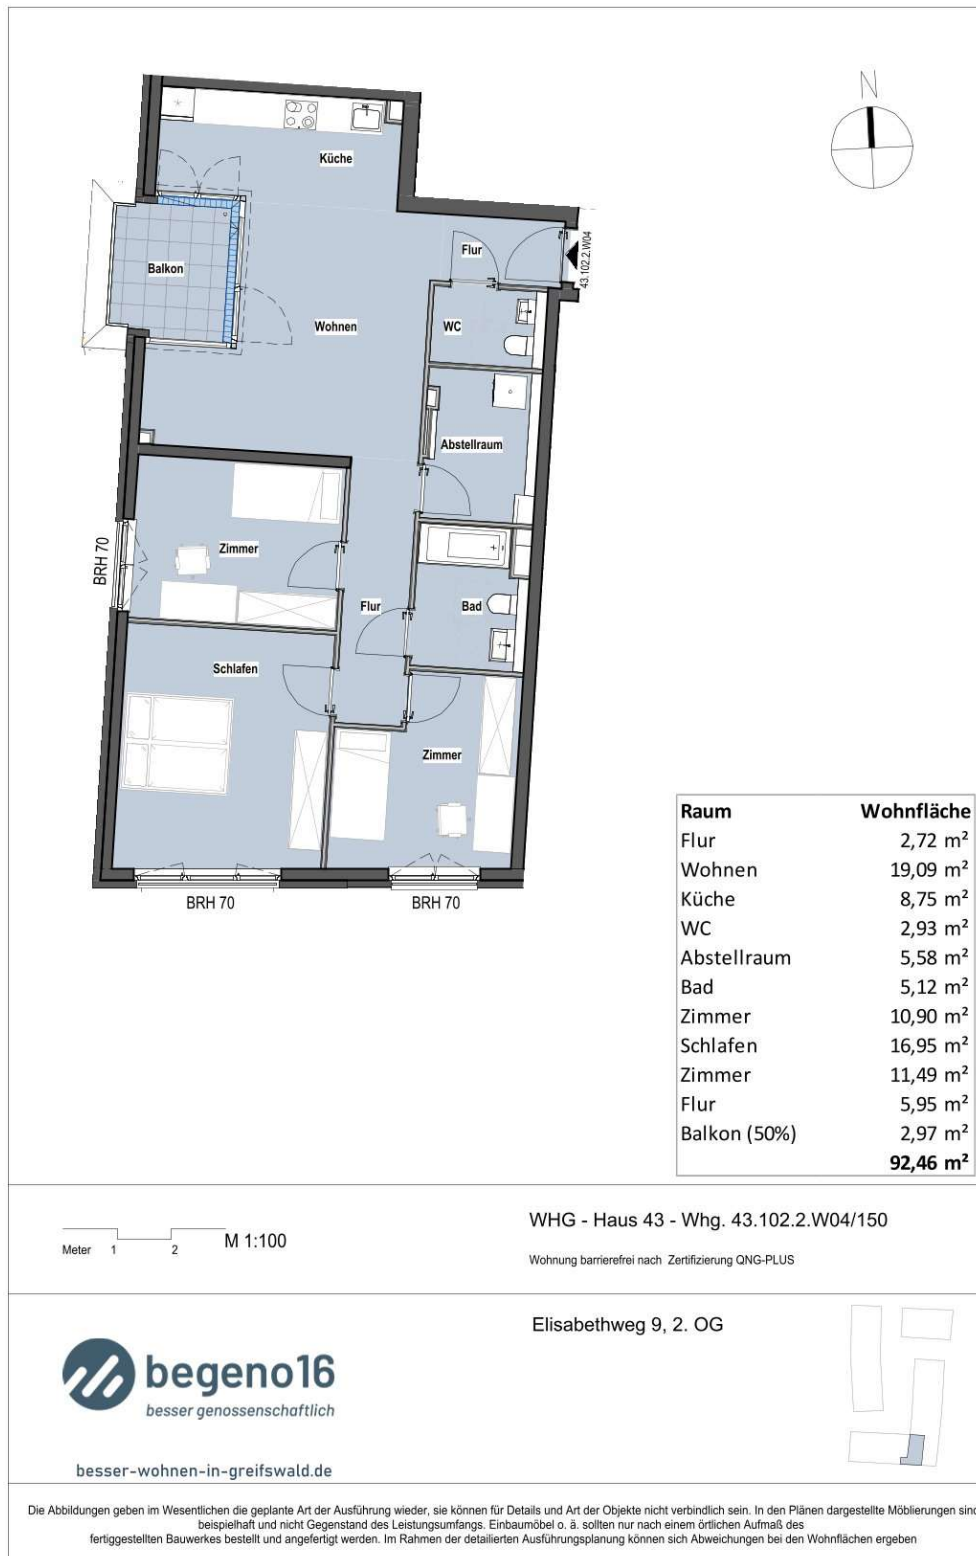 N
Küche
Balkon
Flur
43.102.2.W04
Wohnen
WC
Abstellraum
Zimmer
BRH 70
Flur
Bad
Schlafen
Zimmer
BRH 70
BRH 70
Raum Wohnfläche
Flur 2,72 m²
Wohnen 19,09 m²
Küche 8,75 m²
WC 2,93 m²
Abstellraum 5,58 m²
Bad 5,12 m²
Zimmer 10,90 m²
Schlafen 16,95 m²
Zimmer 11,49 m²
Flur 5,95 m²
Balkon (50%) 2,97 m²
92,46 m²
Meter 1 2 M 1:100
WHG - Haus 43 - Whg. 43.102.2.W04/150
Wohnung barrierefrei nach Zertifizierung QNG-PLUS
Elisabethweg 9, 2. OG
begeno16
besser genossenschaftlich
besser-wohnen-in-greifswald.de
Die Abbildungen geben im Wesentlichen die geplante Art der Ausführung wieder, sie können für Details und Art der Objekte nicht verbindlich sein. In den Plänen dargestellte Möblierungen sind
beispielhaft und nicht Gegenstand des Leistungsumfangs. Einbaumöbel o. ä. sollten nur nach einem örtlichen Aufmaß des
fertiggestellten Bauwerkes bestellt und angefertigt werden. Im Rahmen der detailierten Ausführungsplanung können sich Abweichungen bei den Wohnflächen ergeben